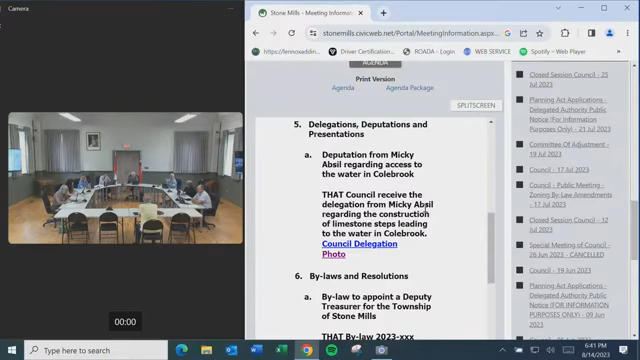 Camera
Stone Mills - Meeting Informat
stonemills.civicweb.net/Portal/MeetingInformation.aspx
https://lennoxaddin...
Driver Certification...
ROADA - Login
WEB SERVICE
Spotify – Web Player
AGENDA
Print Version
Agenda
Agenda Package
SPLITSCREEN
5. Delegations, Deputations and
Presentations
a. Deputation from Micky
Absil regarding access to
the water in Colebrook
THAT Council receive the
delegation from Micky Absil
regarding the construction
of limestone steps leading
to the water in Colebrook.
Council Delegation
Photo
6. By-laws and Resolutions
a. By-law to appoint a Deputy
Treasurer for the Township
of Stone Mills
THAT By-law 2023-xxx
Closed Session Council - 25
Jul 2023
Planning Act Applications -
Delegated Authority Public
Notice (for Information
Purposes Only) - 21 Jul 2023
Committee Of Adjustment -
19 Jul 2023
Council - 17 Jul 2023
Council - Public Meeting -
Zoning By-Law Amendments -
17 Jul 2023
Closed Session Council - 12
Jul 2023
Special Meeting of Council -
26 Jun 2023 - CANCELLED
Council - 19 Jun 2023
Planning Act Applications -
Delegated Authority Public
Notice (FOR INFORMATION
PURPOSES ONLY) - 09 Jun
2023
00:00
Type here to search
6:41 PM
8/14/2023